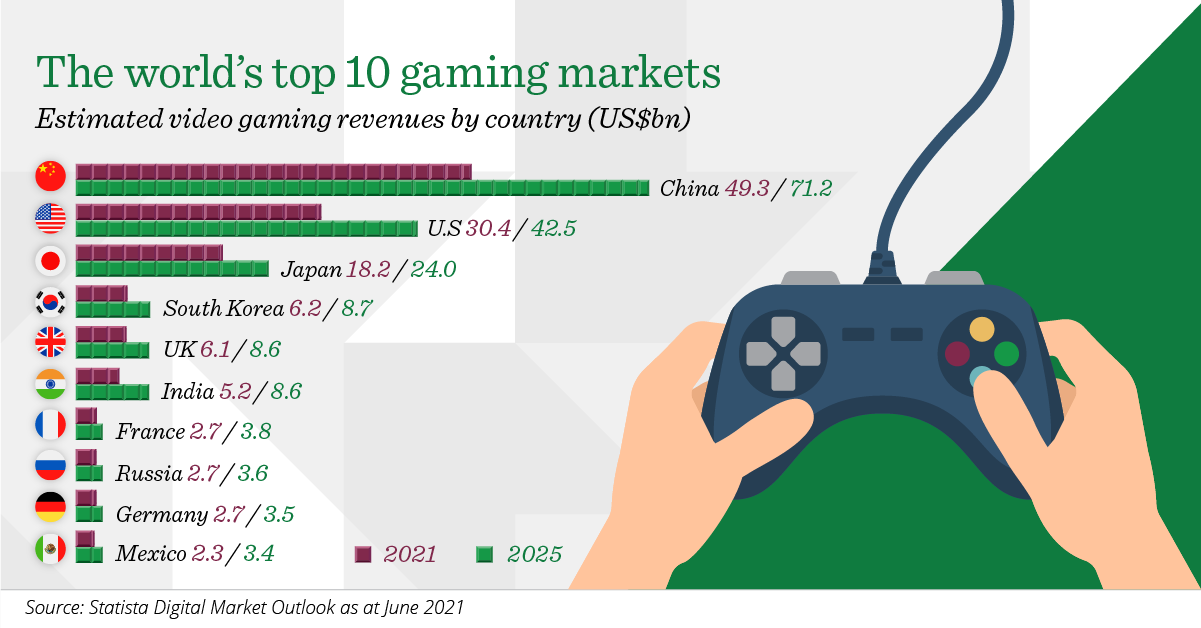 The world's top 10 gaming markets
Estimated video gaming revenues by country (US$bn)
China 49.3/71.2
U.S 30.4/42.5
Japan 18.2/24.0
South Korea 6.2/8.7
UK 6.1/8.6
India 5.2/8.6
France 2.7/3.8
Russia 2.7/3.6
Germany 2.7/3.5
Mexico 2.3/3.4
2021 2025
Source: Statista Digital Market Outlook as at June 2021